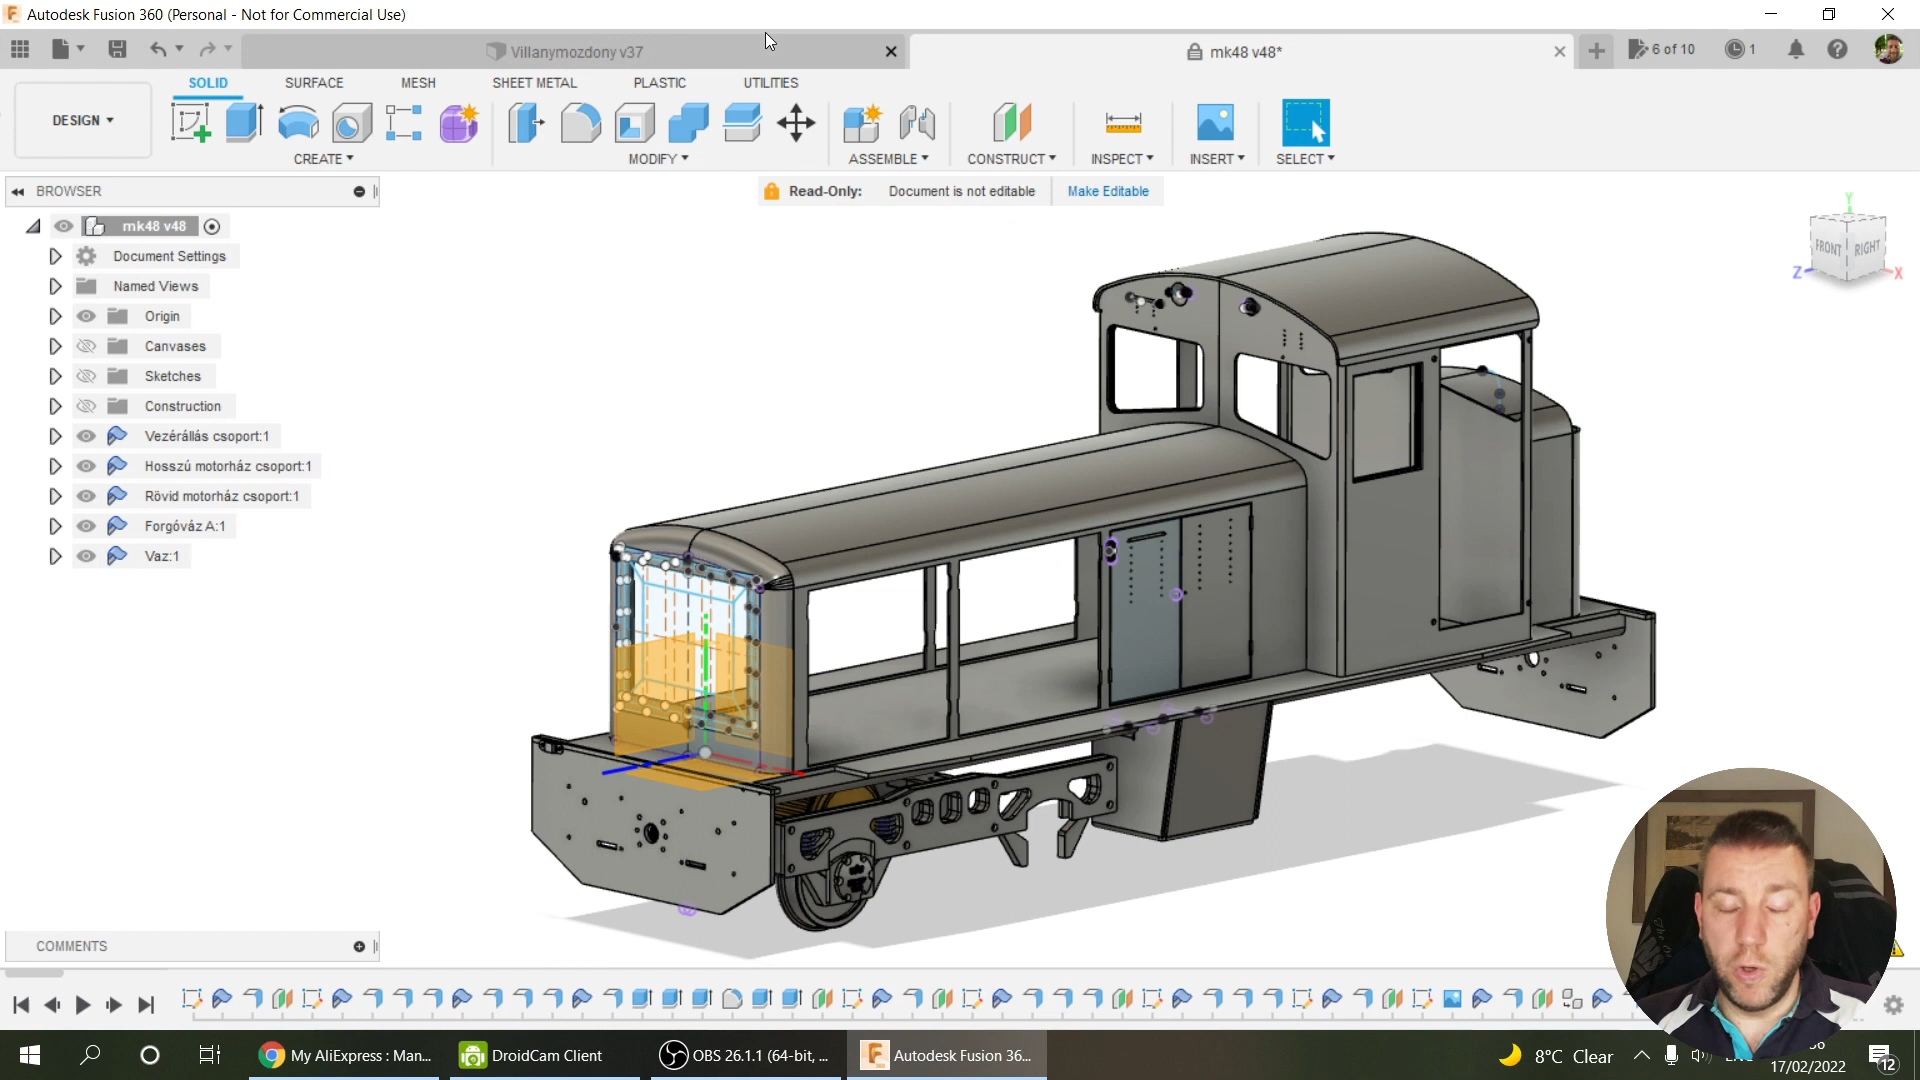 Autodesk Fusion 360 (Personal - Not for Commercial Use)
Villanymozdony v37
mk48 v48*
6 of 10
1
SOLID
SURFACE
MESH
SHEET METAL
PLASTIC
UTILITIES
DESIGN
CREATE
MODIFY
ASSEMBLE
CONSTRUCT
INSPECT
INSERT
SELECT
BROWSER
Read-Only:
Document is not editable
Make Editable
mk48 v48
Document Settings
Named Views
Origin
Canvases
Sketches
Construction
Vezérállás csoport:1
Hosszú motorház csoport:1
Rövid motorház csoport:1
Forgóváz A:1
Vaz:1
Y
FRONT
RIGHT
Z
X
COMMENTS
My AliExpress : Man...
DroidCam Client
OBS 26.1.1 (64-bit, ...
Autodesk Fusion 36...
8°C Clear
17/02/2022
12